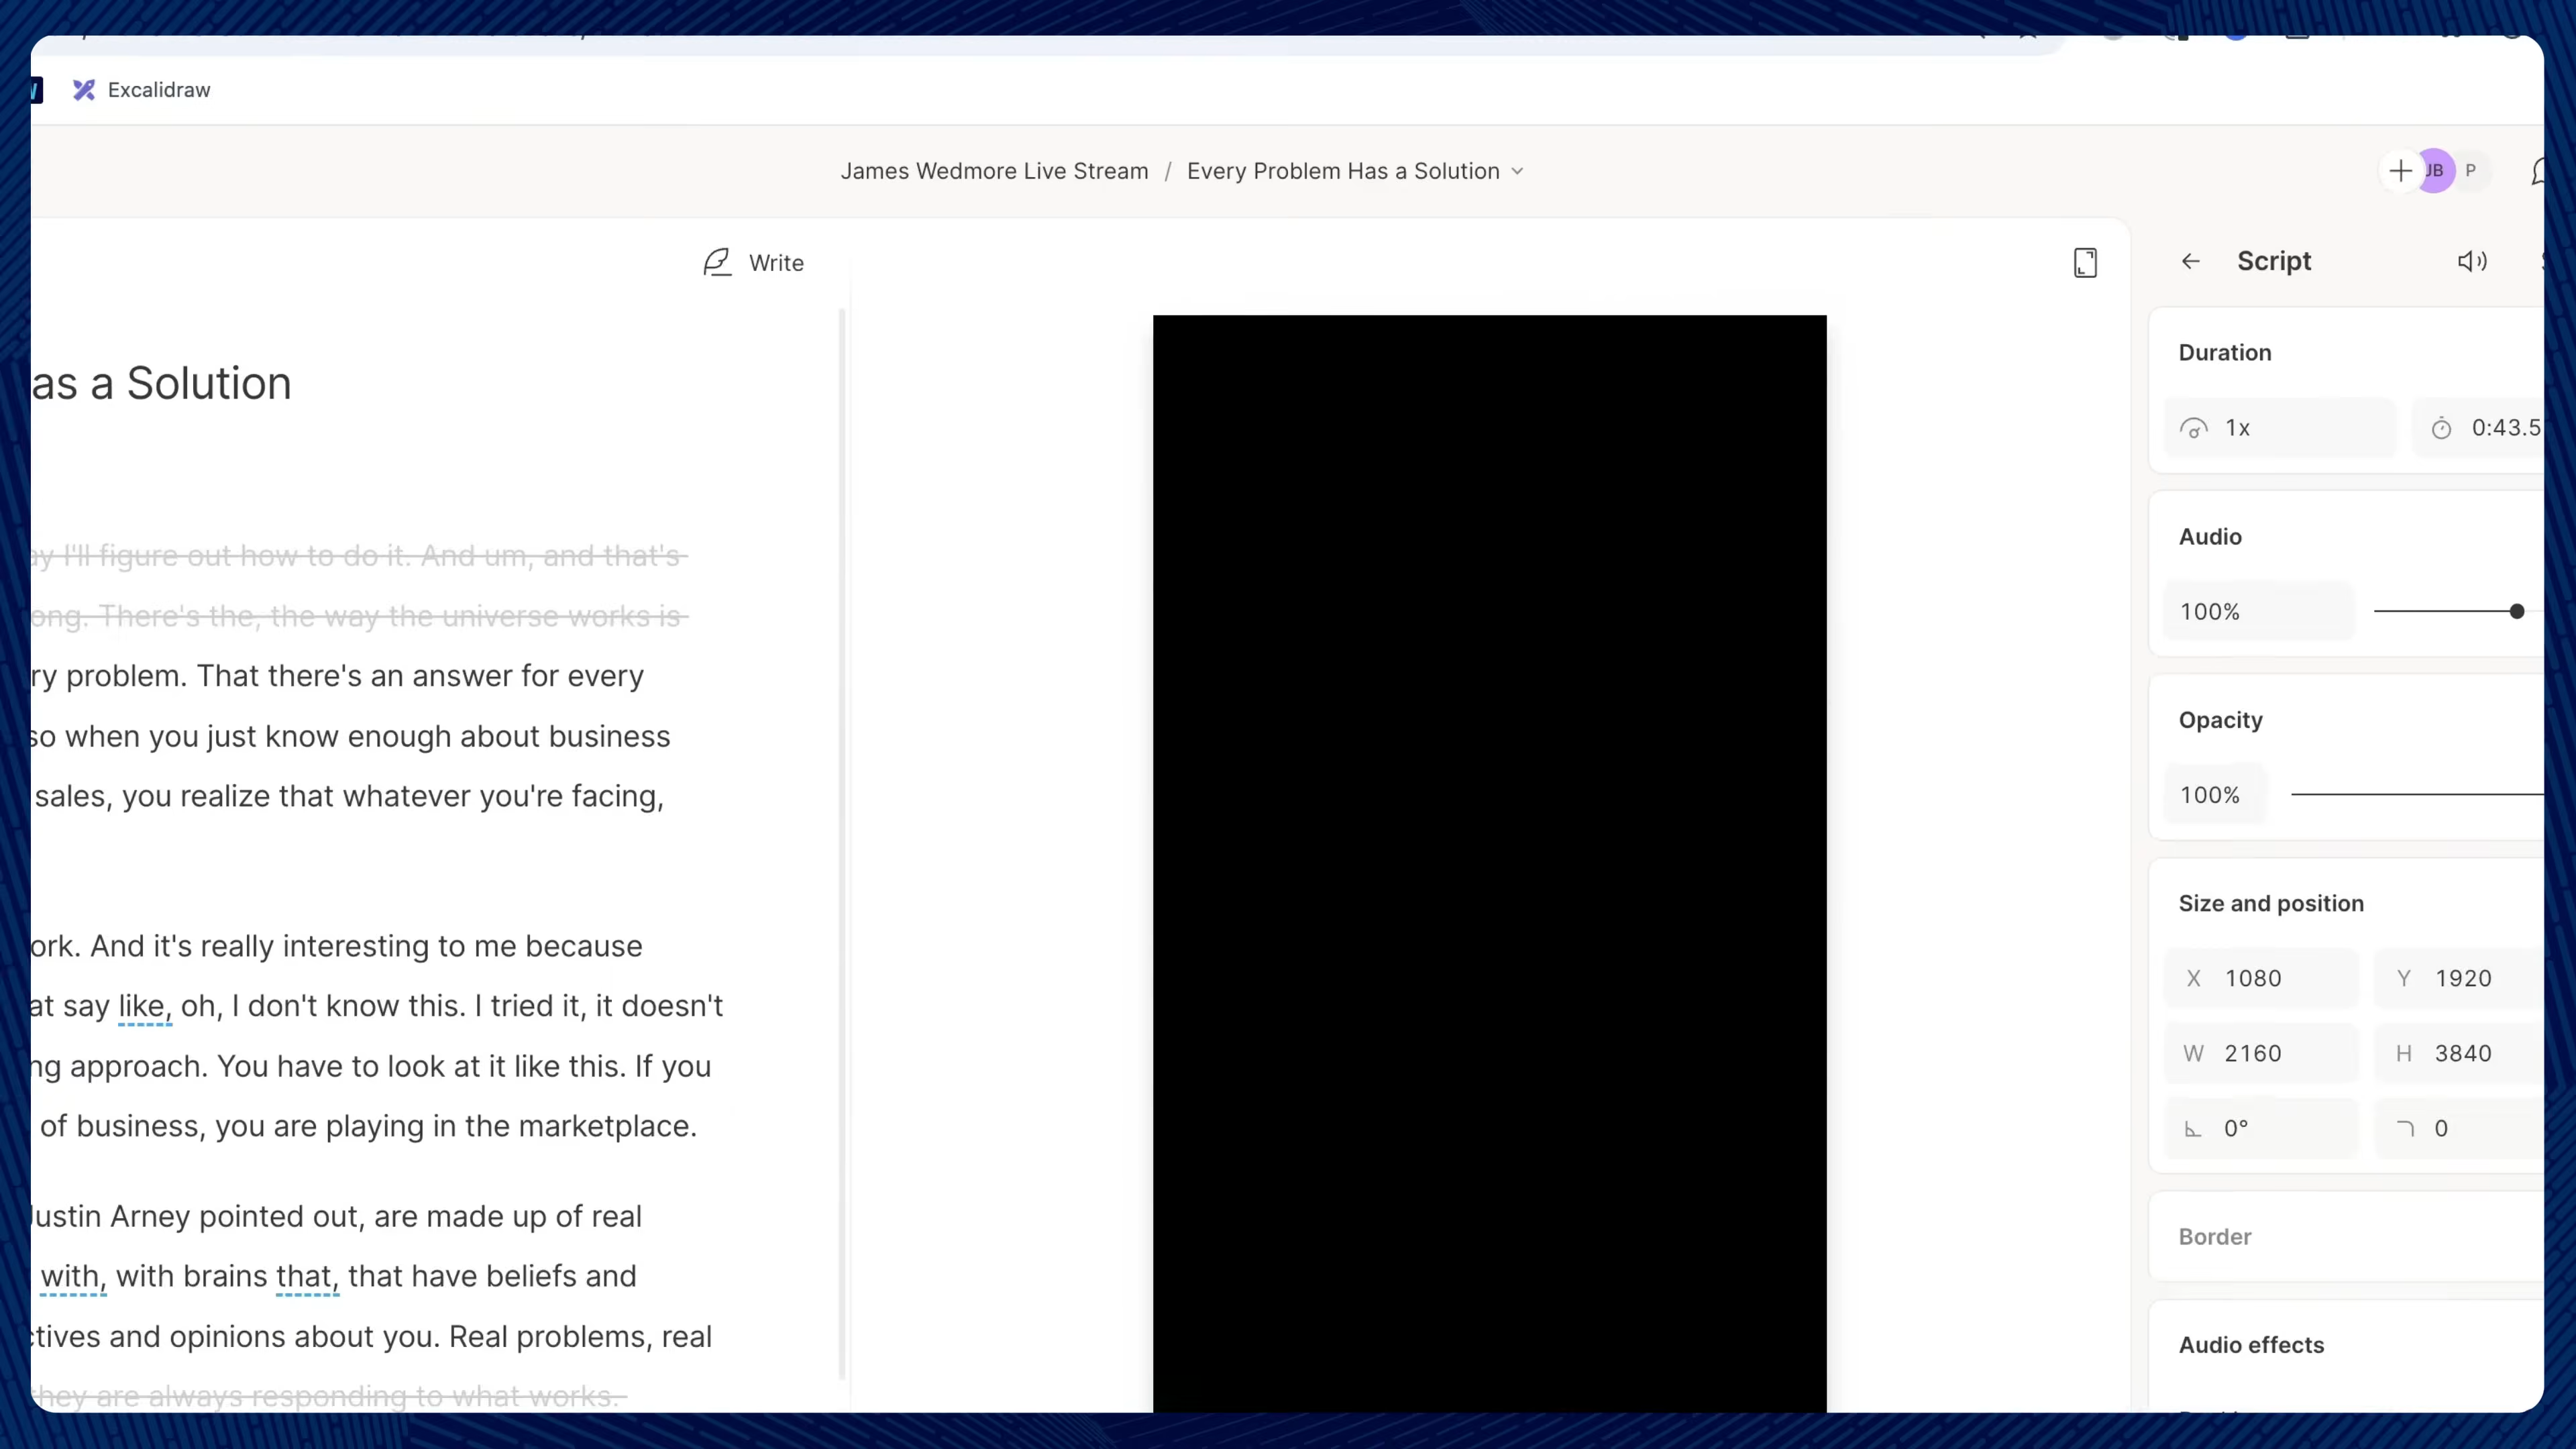 Excalidraw
James Wedmore Live Stream / Every Problem Has a Solution
JB P
Write
as a Solution
ay I'll figure out how to do it. And um, and that's
ong. There's the, the way the universe works is
ry problem. That there's an answer for every
so when you just know enough about business
sales, you realize that whatever you're facing,
ork. And it's really interesting to me because
at say like, oh, I don't know this. I tried it, it doesn't
ng approach. You have to look at it like this. If you
of business, you are playing in the marketplace.
Justin Arney pointed out, are made up of real
with, with brains that, that have beliefs and
ctives and opinions about you. Real problems, real
they are always responding to what works.
Script
Duration
1x 0:43.5
Audio
100%
Opacity
100%
Size and position
X 1080 Y 1920
W 2160 H 3840
0° 0
Border
Audio effects